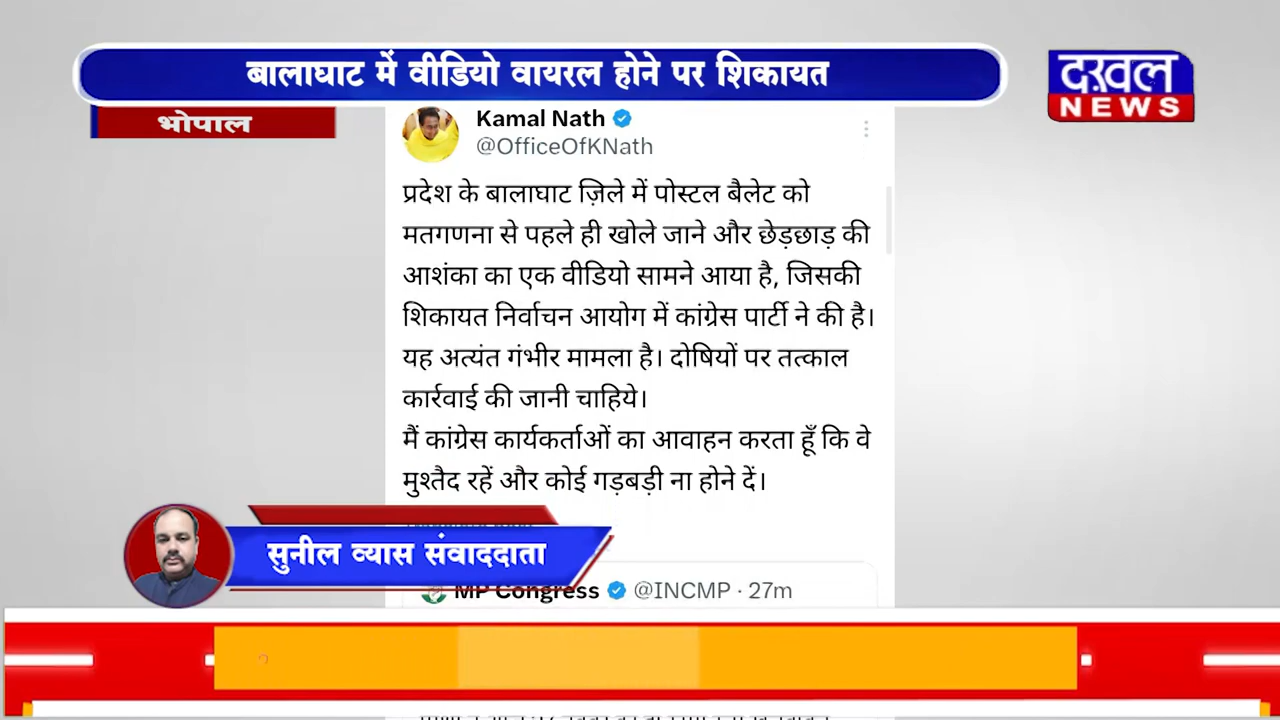 बालाघाट में वीडियो वायरल होने पर शिकायत
दख़ल
NEWS
भोपाल
Kamal Nath
@OfficeOfKNath
प्रदेश के बालाघाट ज़िले में पोस्टल बैलेट को
मतगणना से पहले ही खोले जाने और छेड़छाड़ की
आशंका का एक वीडियो सामने आया है, जिसकी
शिकायत निर्वाचन आयोग में कांग्रेस पार्टी ने की है।
यह अत्यंत गंभीर मामला है। दोषियों पर तत्काल
कार्रवाई की जानी चाहिये।
मैं कांग्रेस कार्यकर्ताओं का आवाहन करता हूँ कि वे
मुश्तैद रहें और कोई गड़बड़ी ना होने दें।
सुनील व्यास संवाददाता
MP Congress @INCMP · 27m